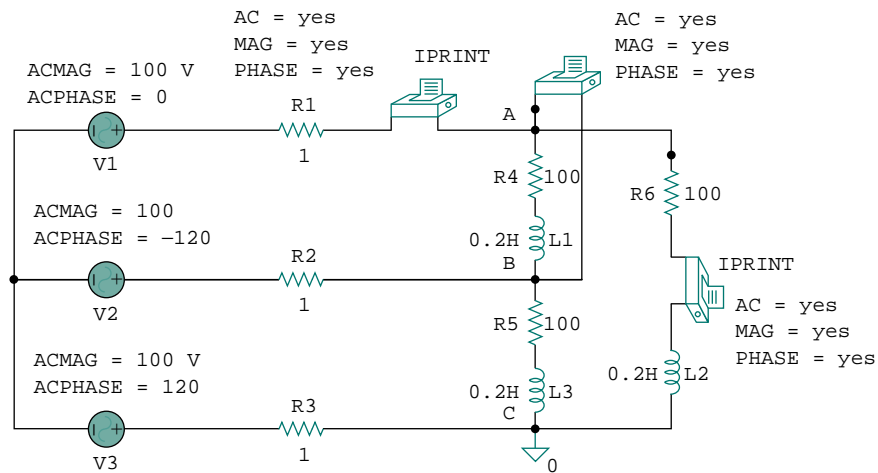 AC = yes
MAG = yes
PHASE = yes
IPRINT
AC = yes
MAG = yes
PHASE = yes
ACMAG = 100 V
ACPHASE = 0
V1
R1
1
A
R4
100
R6
100
0.2H
L1
ACMAG = 100
ACPHASE = −120
V2
R2
1
B
IPRINT
AC = yes
MAG = yes
PHASE = yes
R5
100
ACMAG = 100 V
ACPHASE = 120
V3
R3
1
0.2H
L3
C
0.2H
L2
0